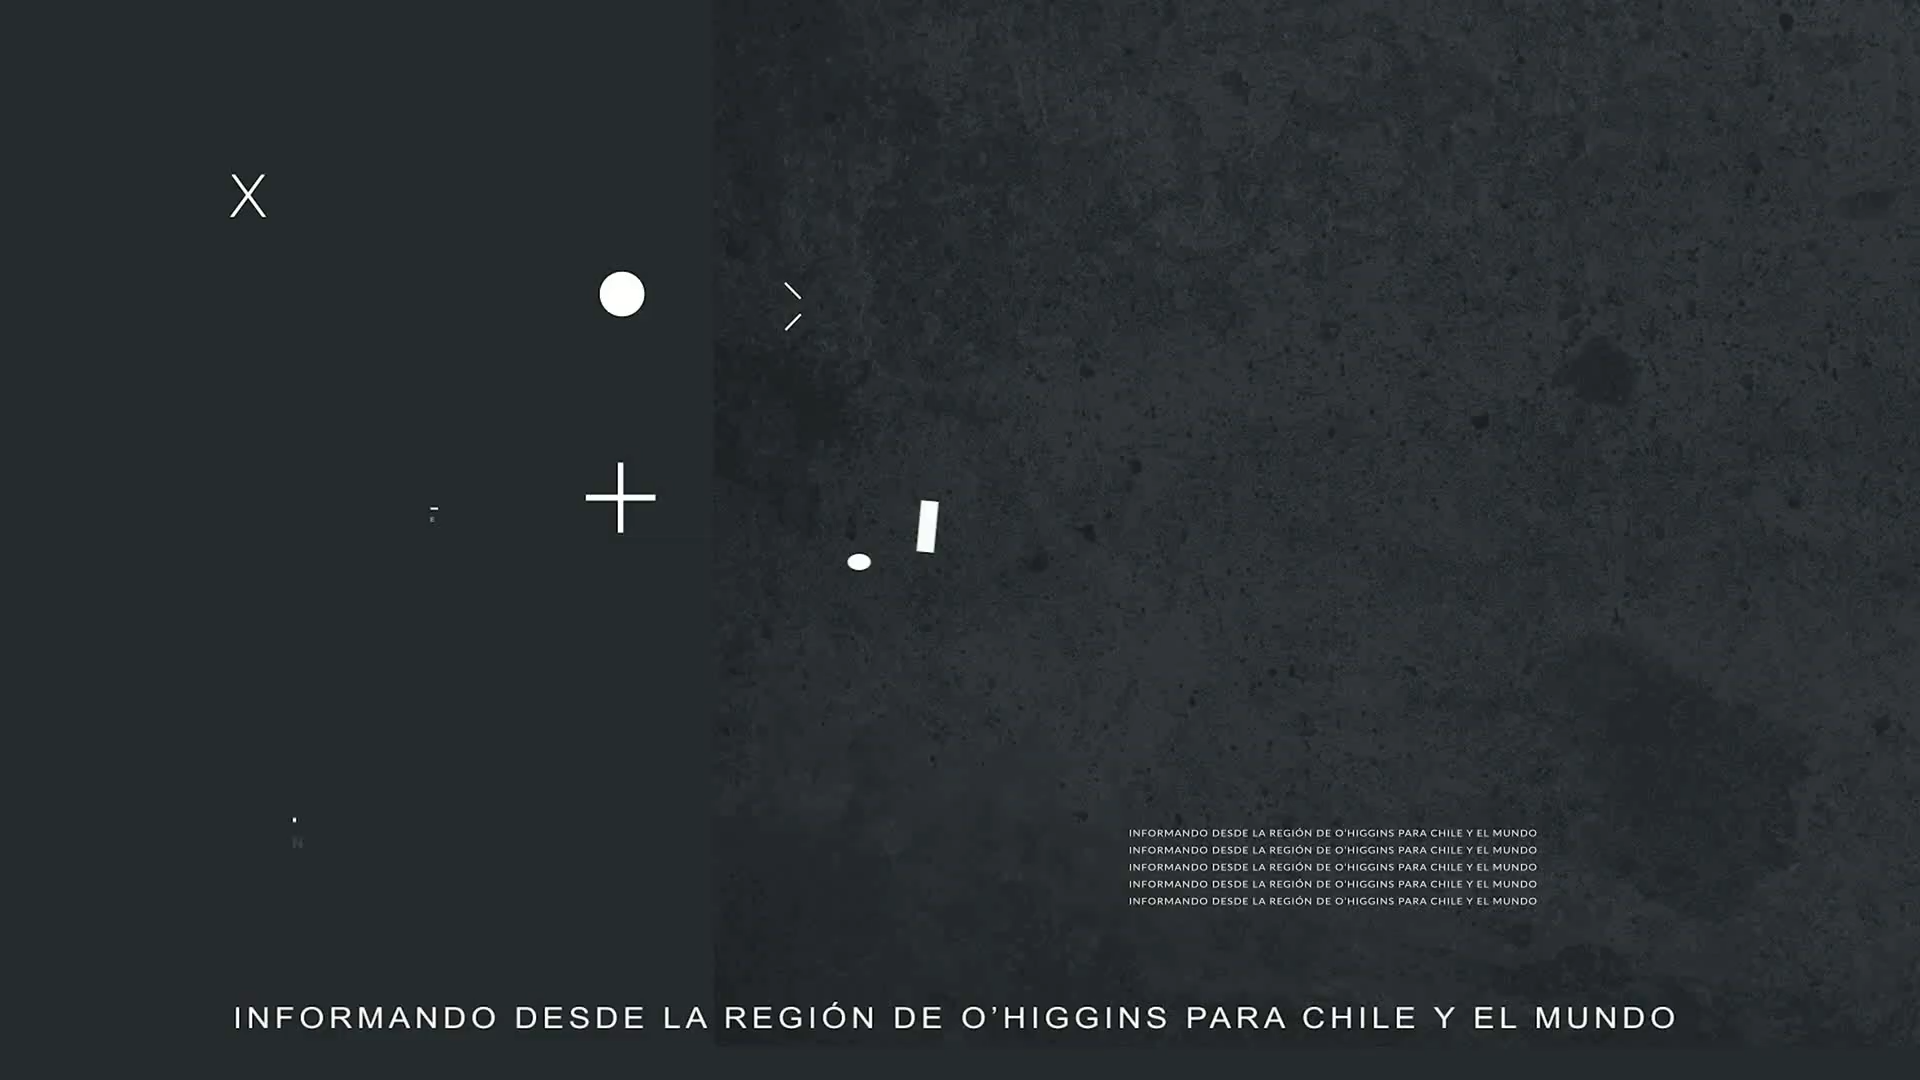 X
INFORMANDO DESDE LA REGIÓN DE O'HIGGINS PARA CHILE Y EL MUNDO
INFORMANDO DESDE LA REGIÓN DE O'HIGGINS PARA CHILE Y EL MUNDO
INFORMANDO DESDE LA REGIÓN DE O'HIGGINS PARA CHILE Y EL MUNDO
INFORMANDO DESDE LA REGIÓN DE O'HIGGINS PARA CHILE Y EL MUNDO
INFORMANDO DESDE LA REGIÓN DE O'HIGGINS PARA CHILE Y EL MUNDO
INFORMANDO DESDE LA REGIÓN DE O’HIGGINS PARA CHILE Y EL MUNDO